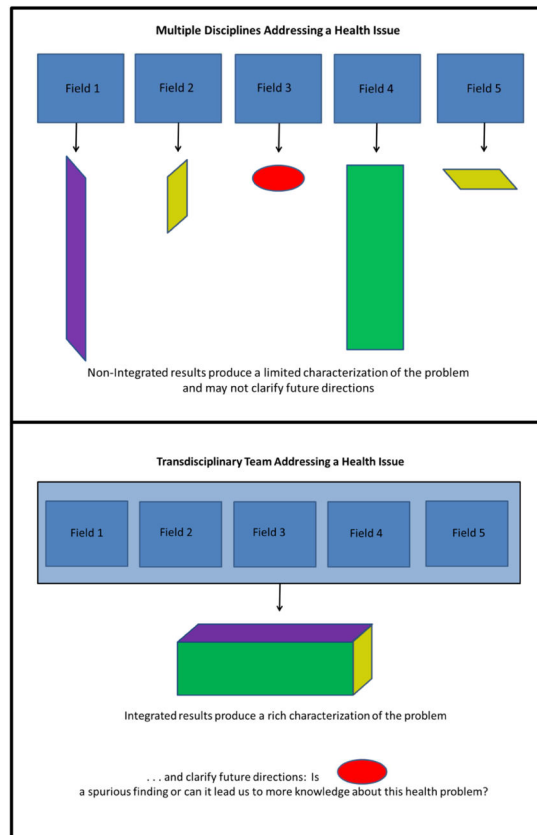 Multiple Disciplines Addressing a Health Issue
Field 1
Field 2
Field 3
Field 4
Field 5
Non-Integrated results produce a limited characterization of the problem
and may not clarify future directions
Transdisciplinary Team Addressing a Health Issue
Field 1
Field 2
Field 3
Field 4
Field 5
Integrated results produce a rich characterization of the problem
. . . and clarify future directions: Is
a spurious finding or can it lead us to more knowledge about this health problem?